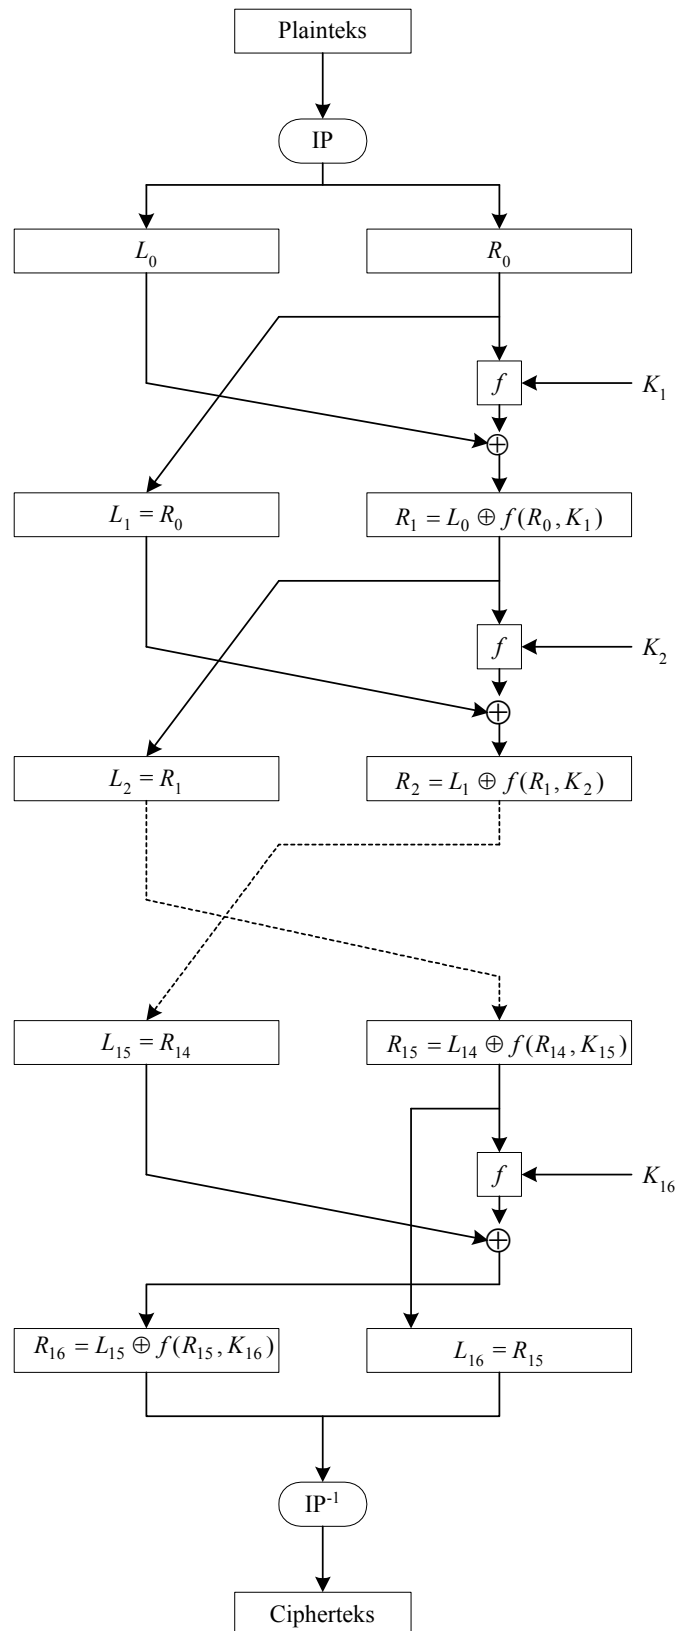 Plainteks
IP
L₀
R₀
f
K₁
L₁ = R₀
R₁ = L₀ ⊕ f(R₀, K₁)
f
K₂
L₂ = R₁
R₂ = L₁ ⊕ f(R₁, K₂)
L₁₅ = R₁₄
R₁₅ = L₁₄ ⊕ f(R₁₄, K₁₅)
f
K₁₆
R₁₆ = L₁₅ ⊕ f(R₁₅, K₁₆)
L₁₆ = R₁₅
IP⁻¹
Cipherteks